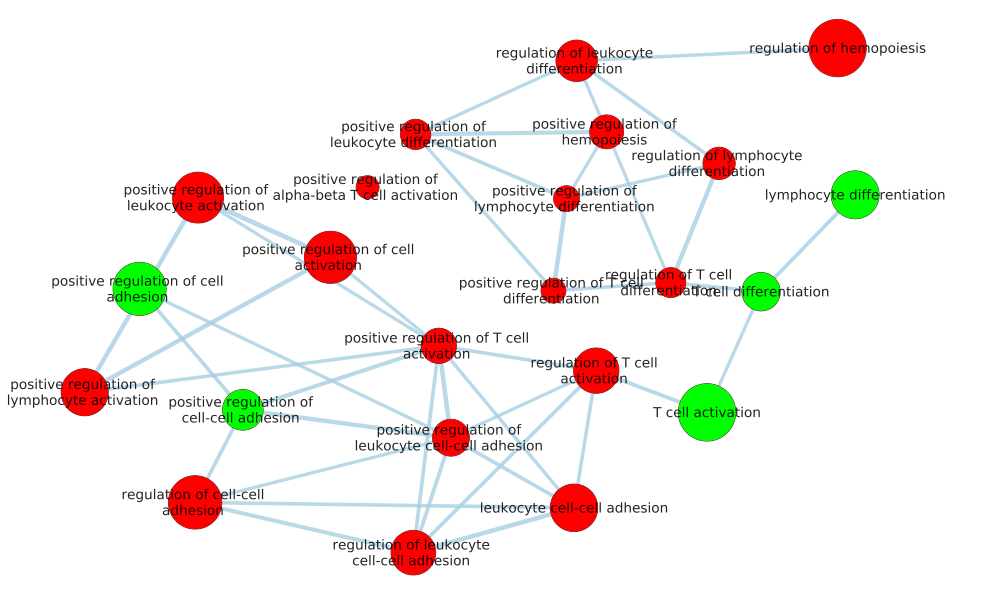 regulation of hemopoiesis
regulation of leukocyte
differentiation
positive regulation of
leukocyte differentiation
positive regulation of
hemopoiesis
regulation of lymphocyte
differentiation
positive regulation of
alpha-beta T cell activation
positive regulation of
leukocyte activation
positive regulation of
lymphocyte differentiation
lymphocyte differentiation
positive regulation of cell
activation
positive regulation of cell
adhesion
positive regulation of T cell
differentiation
regulation of T cell
differentiation
T cell differentiation
positive regulation of T cell
activation
regulation of T cell
activation
positive regulation of
lymphocyte activation
positive regulation of
cell-cell adhesion
T cell activation
positive regulation of
leukocyte cell-cell adhesion
regulation of cell-cell
adhesion
leukocyte cell-cell adhesion
regulation of leukocyte
cell-cell adhesion